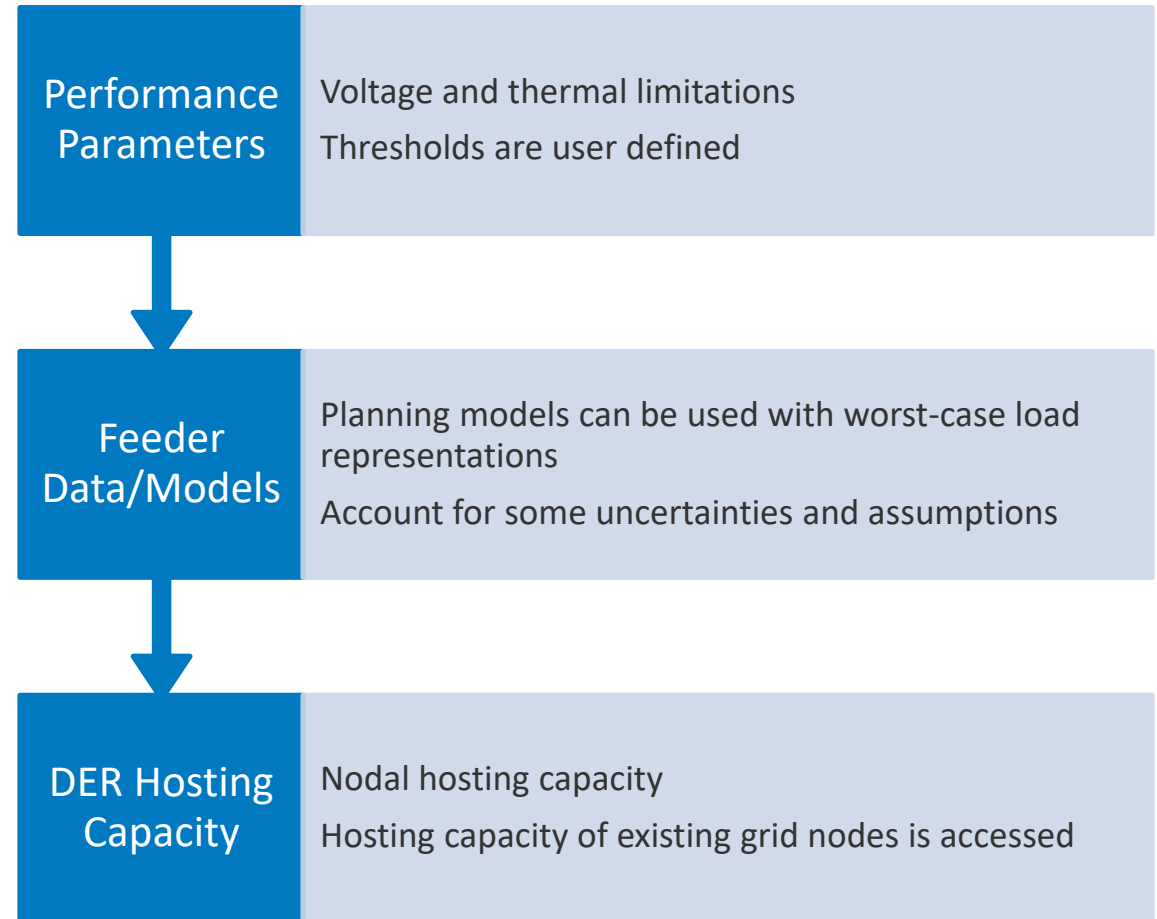 Performance
Parameters
Voltage and thermal limitations
Thresholds are user defined
Feeder
Data/Models
Planning models can be used with worst-case load
representations
Account for some uncertainties and assumptions
DER Hosting
Capacity
Nodal hosting capacity
Hosting capacity of existing grid nodes is accessed